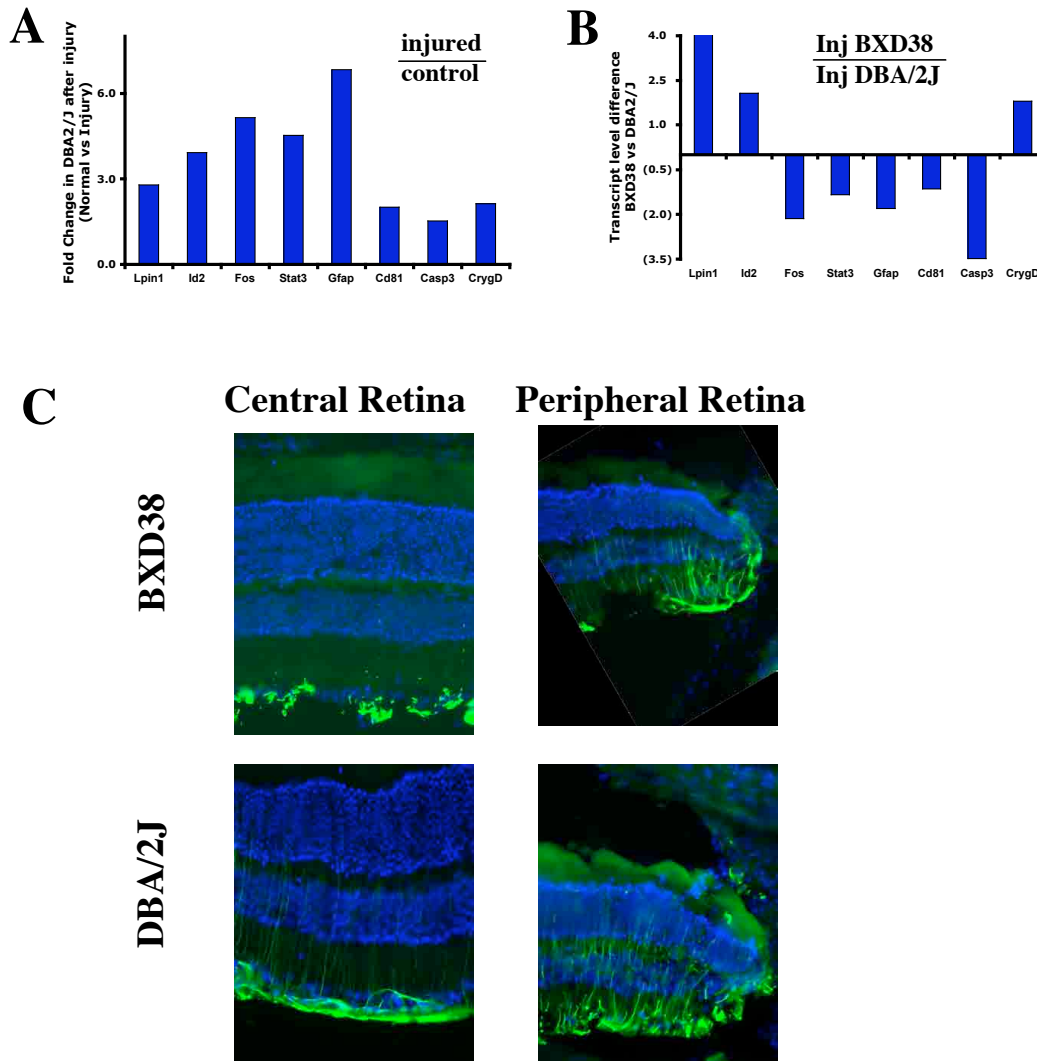 A
Fold Change in DBA2/J after injury
(Normal vs Injury)
6.0
3.0
0.0
injured
control
Lpin1 Id2 Fos Stat3 Gfap Cd81 Casp3 CrygD
B
Transcript level difference
BXD38 vs DBA2/J
4.0
2.5
1.0
(0.5)
(2.0)
(3.5)
Inj BXD38
Inj DBA/2J
Lpin1 Id2 Fos Stat3 Gfap Cd81 Casp3 CrygD
C
Central Retina Peripheral Retina
BXD38
DBA/2J